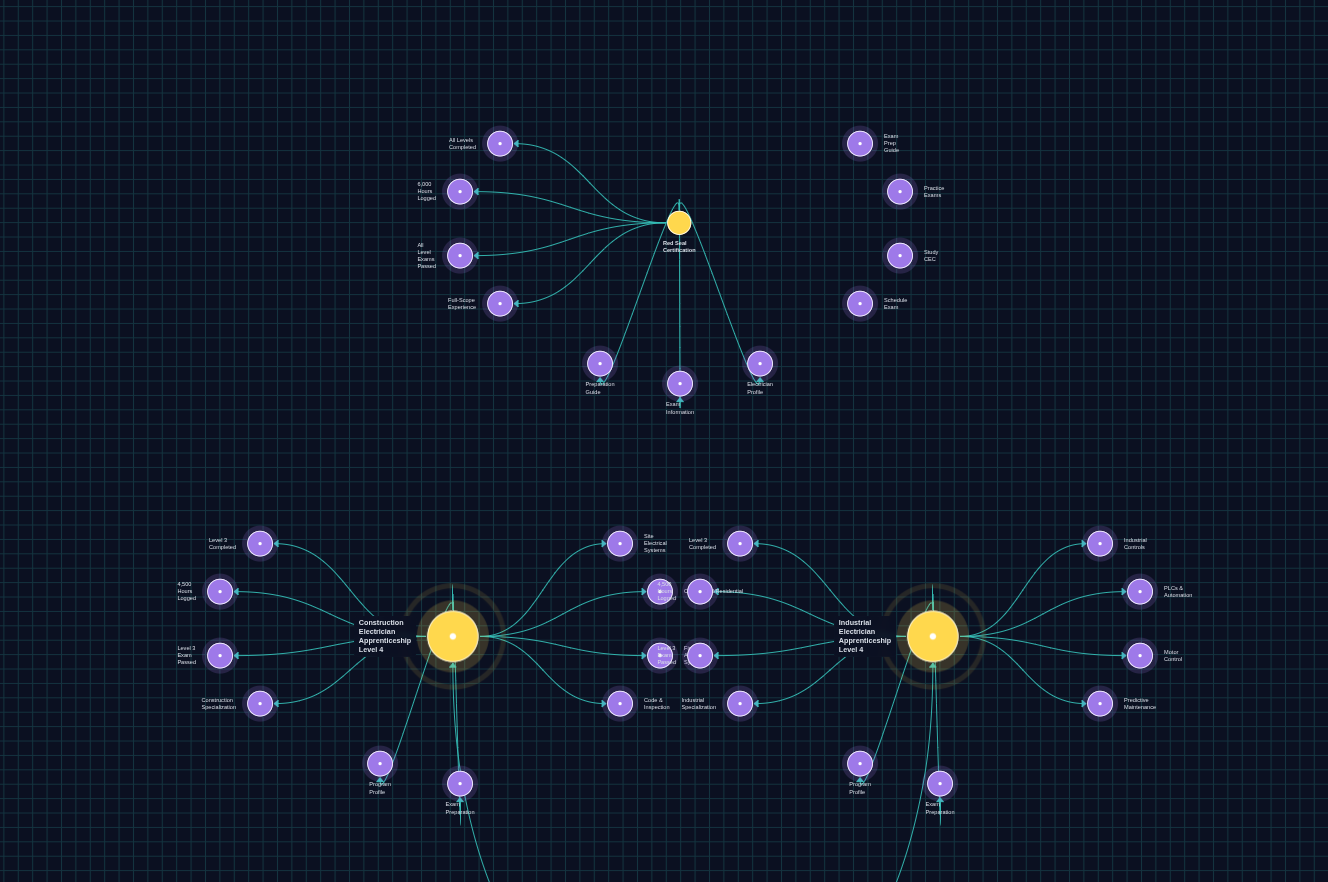 All Levels
Completed
6,000
Hours
Logged
All
Level
Exams
Passed
Full-Scope
Experience
Red Seal
Certification
Exam
Prep
Guide
Practice
Exams
Study
CEC
Schedule
Exam
Preparation
Guide
Exam
Information
Electrician
Profile
Level 3
Completed
4,500
Hours
Logged
Level 3
Exam
Passed
Construction
Specialization
Construction
Electrician
Apprenticeship
Level 4
Site
Electrical
Systems
Code &
Inspection
Program
Profile
Exam
Preparation
Level 3
Completed
4,500
Hours
Logged
Level 3
Exam
Passed
Industrial
Specialization
Industrial
Electrician
Apprenticeship
Level 4
Industrial
Controls
PLCs &
Automation
Motor
Control
Predictive
Maintenance
Program
Profile
Exam
Preparation